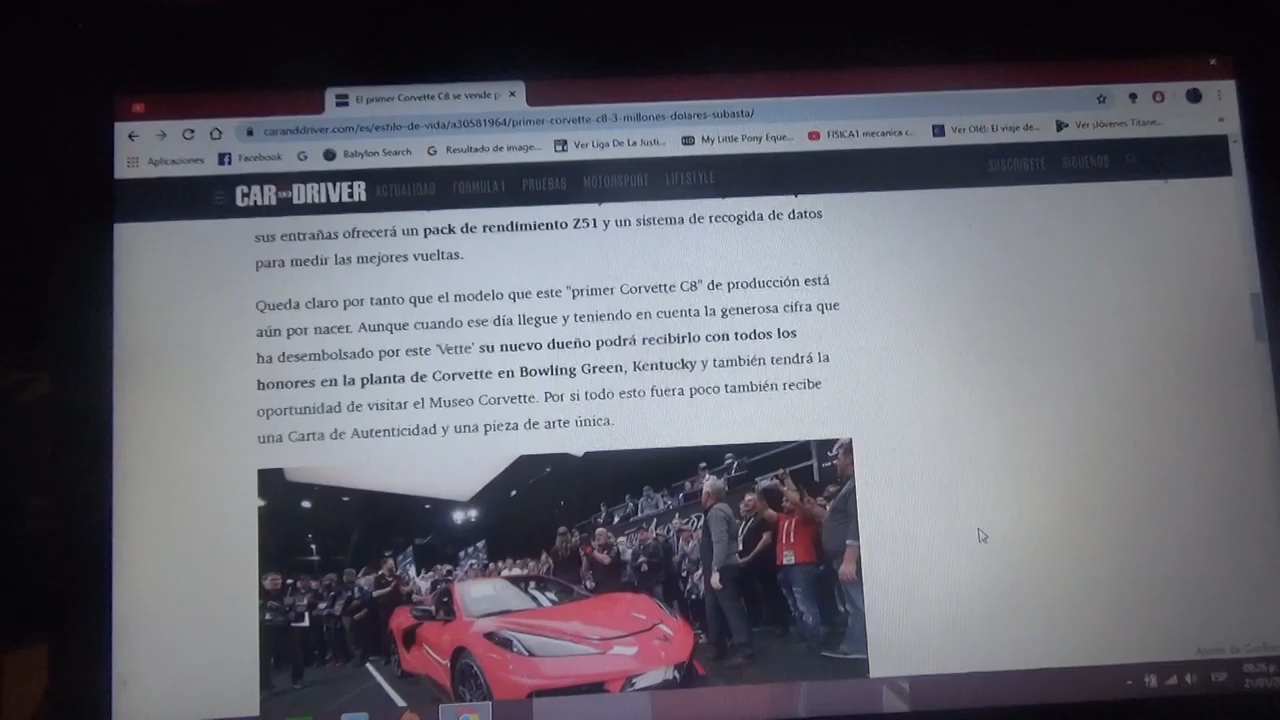 El primer Corvette C8 se vende p
caranddriver.com/es/estilo-de-vida/a30581964/primer-corvette-c8-3-millones-dolares-subasta/
Aplicaciones Facebook Babylon Search Resultado de image... Ver Liga De La Justi... My Little Pony Eque... FISICA1 mecanica c... Ver Olé!: El viaje de... Ver ¡Jóvenes Titane...
CAR AND DRIVER ACTUALIDAD FORMULA 1 PRUEBAS MOTORSPORT LIFESTYLE SUSCRÍBETE SÍGUENOS
sus entrañas ofrecerá un pack de rendimiento Z51 y un sistema de recogida de datos
para medir las mejores vueltas.
Queda claro por tanto que el modelo que este "primer Corvette C8" de producción está
aún por nacer. Aunque cuando ese día llegue y teniendo en cuenta la generosa cifra que
ha desembolsado por este 'Vette' su nuevo dueño podrá recibirlo con todos los
honores en la planta de Corvette en Bowling Green, Kentucky y también tendrá la
oportunidad de visitar el Museo Corvette. Por si todo esto fuera poco también recibe
una Carta de Autenticidad y una pieza de arte única.
ESP